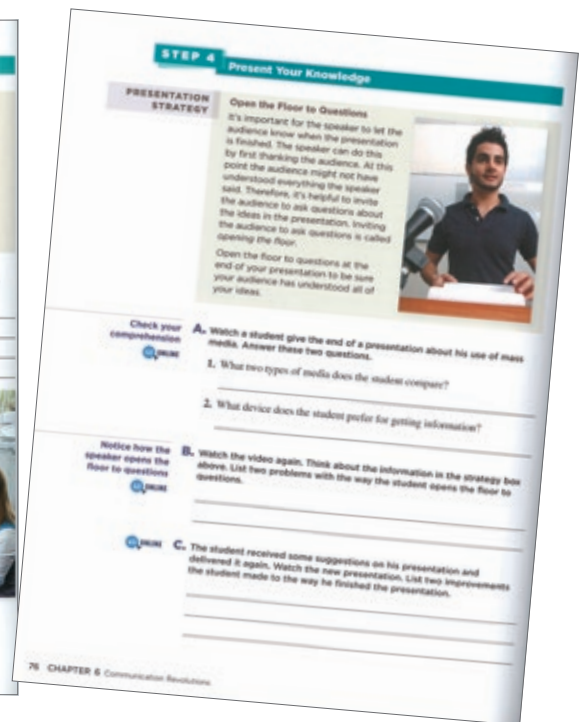 STEP 4
Present Your Knowledge
PRESENTATION
STRATEGY
Open the Floor to Questions
It's important for the speaker to let the
audience know when the presentation
is finished. The speaker can do this
by first thanking the audience. At this
point the audience might not have
understood everything the speaker
said. Therefore, it's helpful to invite
the audience to ask questions about
the ideas in the presentation. Inviting
the audience to ask questions is called
opening the floor.
Open the floor to questions at the
end of your presentation to be sure
your audience has understood all of
your ideas.
Check your
comprehension
ONLINE
A. Watch a student give the end of a presentation about his use of mass
media. Answer these two questions.
1. What two types of media does the student compare?
2. What device does the student prefer for getting information?
Notice how the
speaker opens the
floor to questions
ONLINE
B. Watch the video again. Think about the information in the strategy box
above. List two problems with the way the student opens the floor to
questions.
ONLINE
C. The student received some suggestions on his presentation and
delivered it again. Watch the new presentation. List two improvements
the student made to the way he finished the presentation.
76 CHAPTER 6 Communication Revolutions